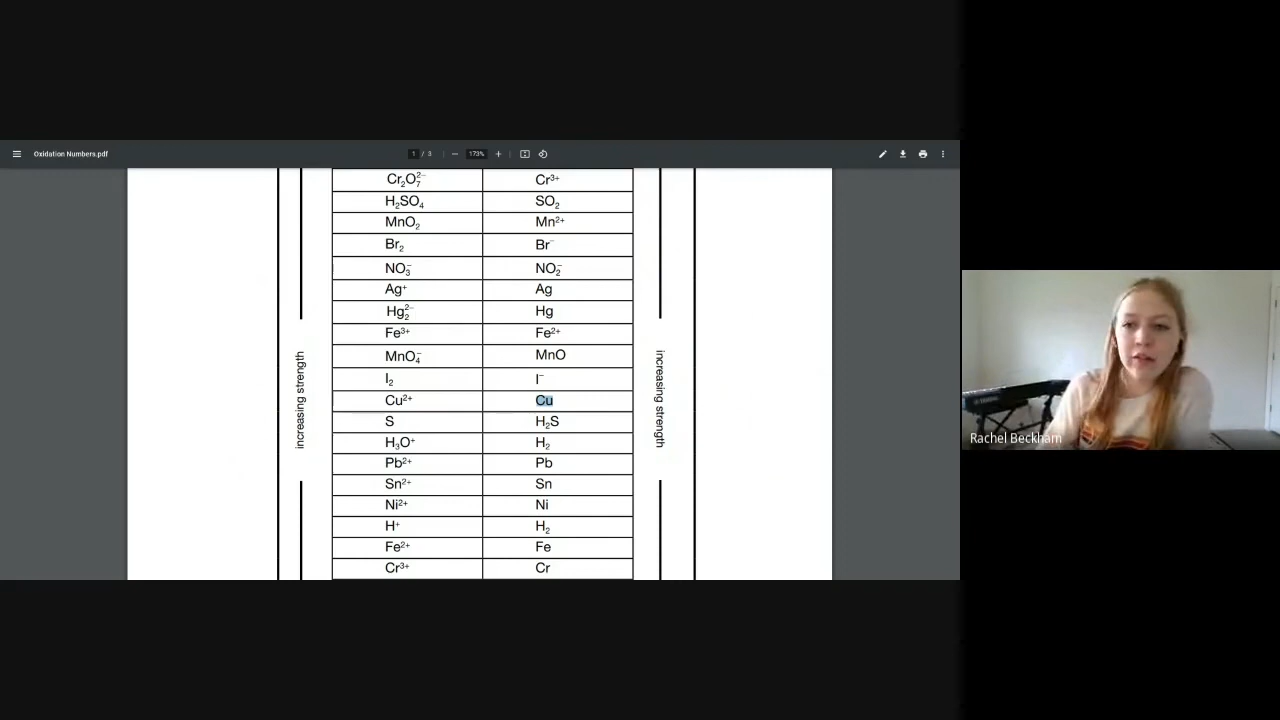 Oxidation Numbers.pdf 1 / 3 173%
Cr₂O₇²⁻ Cr³⁺
H₂SO₄ SO₂
MnO₂ Mn²⁺
Br₂ Br⁻
NO₃⁻ NO₂⁻
Ag⁺ Ag
Hg₂²⁻ Hg
Fe³⁺ Fe²⁺
MnO₄⁻ MnO
I₂ I⁻
Cu²⁺ Cu
S H₂S
H₃O⁺ H₂
Pb²⁺ Pb
Sn²⁺ Sn
Ni²⁺ Ni
H⁺ H₂
Fe²⁺ Fe
Cr³⁺ Cr
increasing strength
increasing strength
Rachel Beckham